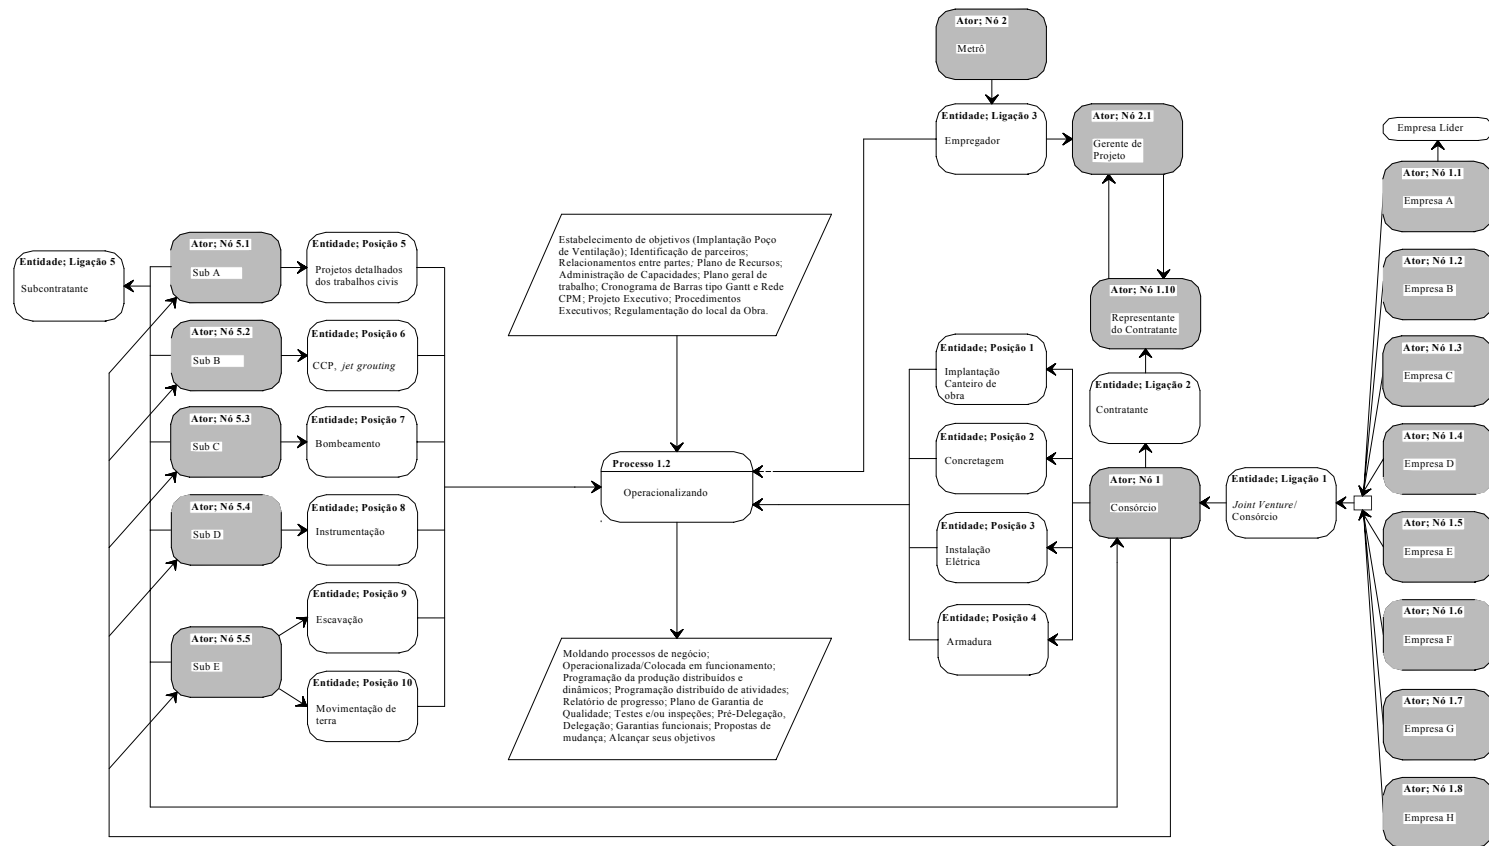 Ator; Nó 2
Metrô
Entidade; Ligação 3
Empregador
Ator; Nó 2.1
Gerente de
Projeto
Empresa Líder
Ator; Nó 1.1
Empresa A
Ator; Nó 1.2
Empresa B
Ator; Nó 1.3
Empresa C
Ator; Nó 1.4
Empresa D
Ator; Nó 1.5
Empresa E
Ator; Nó 1.6
Empresa F
Ator; Nó 1.7
Empresa G
Ator; Nó 1.8
Empresa H
Entidade; Ligação 5
Subcontratante
Ator; Nó 5.1
Sub A
Ator; Nó 5.2
Sub B
Ator; Nó 5.3
Sub C
Ator; Nó 5.4
Sub D
Ator; Nó 5.5
Sub E
Entidade; Posição 5
Projetos detalhados
dos trabalhos civis
Entidade; Posição 6
CCP, jet grouting
Entidade; Posição 7
Bombeamento
Entidade; Posição 8
Instrumentação
Entidade; Posição 9
Escavação
Entidade; Posição 10
Movimentação de
terra
Estabelecimento de objetivos (Implantação Poço
de Ventilação); Identificação de parceiros;
Relacionamentos entre partes; Plano de Recursos;
Administração de Capacidades; Plano geral de
trabalho; Cronograma de Barras tipo Gantt e Rede
CPM; Projeto Executivo; Procedimentos
Executivos; Regulamentação do local da Obra.
Processo 1.2
Operacionalizando
Moldando processos de negócio;
Operacionalizada/Colocada em funcionamento;
Programação da produção distribuídos e
dinâmicos; Programação distribuído de atividades;
Relatório de progresso; Plano de Garantia de
Qualidade; Testes e/ou inspeções; Pré-Delegação,
Delegação; Garantias funcionais; Propostas de
mudança; Alcançar seus objetivos
Entidade; Posição 1
Implantação
Canteiro de
obra
Entidade; Posição 2
Concretagem
Entidade; Posição 3
Instalação
Elétrica
Entidade; Posição 4
Armadura
Ator; Nó 1.10
Representante
do Contratante
Entidade; Ligação 2
Contratante
Ator; Nó 1
Consórcio
Entidade; Ligação 1
Joint Venture/
Consórcio